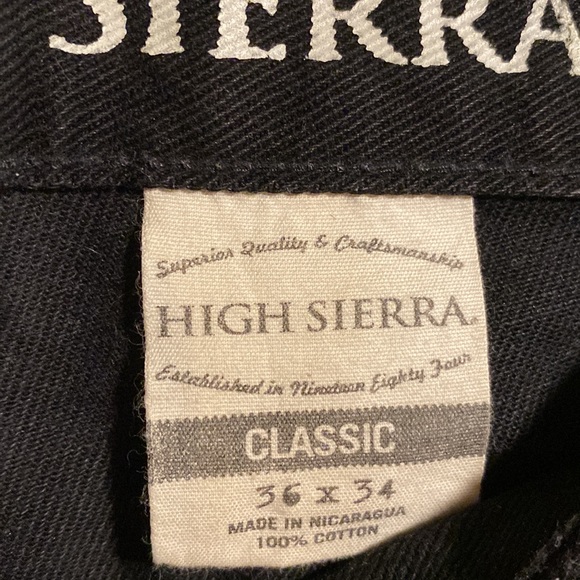 SIERRA
Superior Quality & Craftsmanship
HIGH SIERRA®
Established in Nineteen Eighty Four
CLASSIC
36 x 34
MADE IN NICARAGUA
100% COTTON